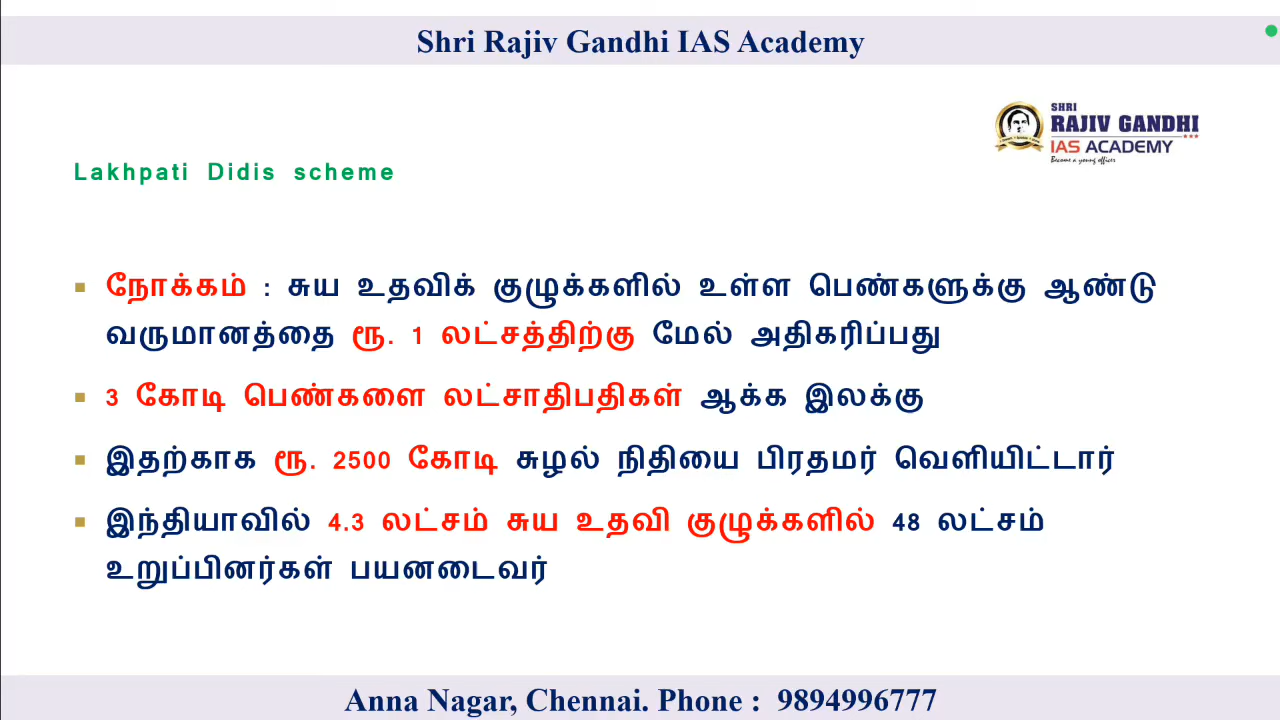 Shri Rajiv Gandhi IAS Academy
SHRI
RAJIV GANDHI
IAS ACADEMY
Become a young officer
Lakhpati Didis scheme
நோக்கம் : சுய உதவிக் குழுக்களில் உள்ள பெண்களுக்கு ஆண்டு
வருமானத்தை ரூ. 1 லட்சத்திற்கு மேல் அதிகரிப்பது
3 கோடி பெண்களை லட்சாதிபதிகள் ஆக்க இலக்கு
இதற்காக ரூ. 2500 கோடி சுழல் நிதியை பிரதமர் வெளியிட்டார்
இந்தியாவில் 4.3 லட்சம் சுய உதவி குழுக்களில் 48 லட்சம்
உறுப்பினர்கள் பயனடைவர்
Anna Nagar, Chennai. Phone : 9894996777